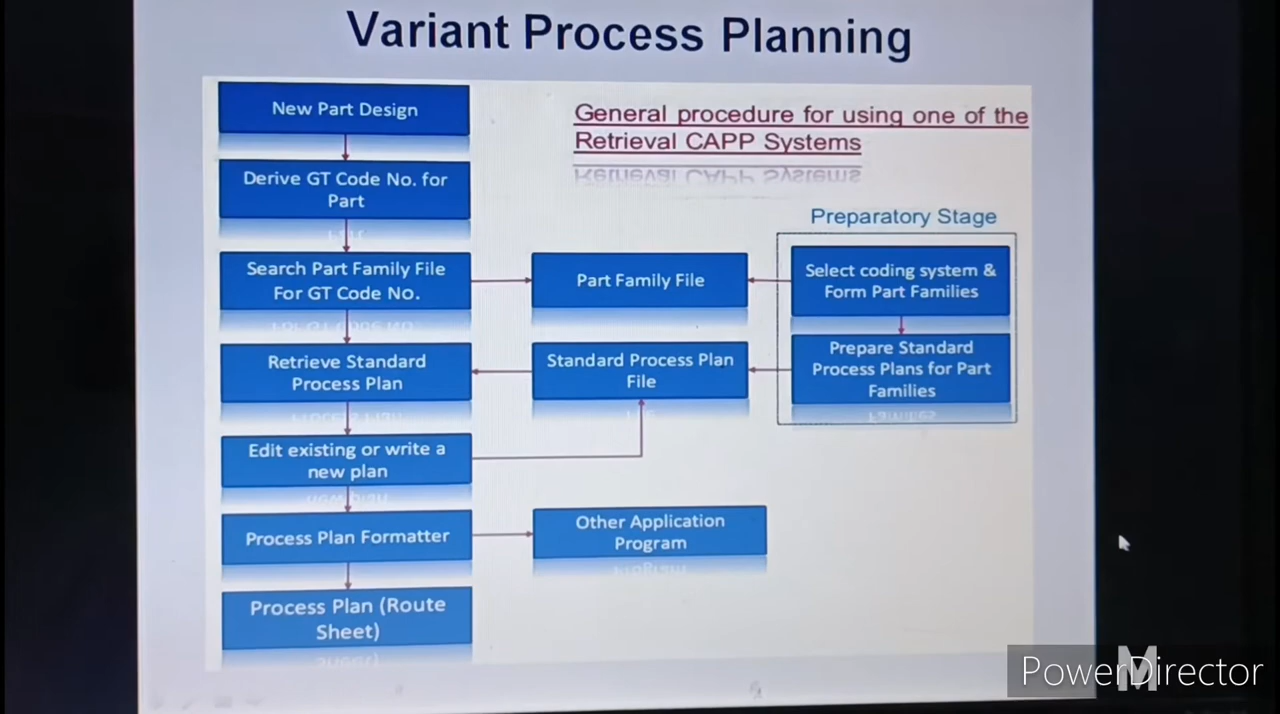 Variant Process Planning
New Part Design
General procedure for using one of the
Retrieval CAPP Systems
Derive GT Code No. for
Part
Preparatory Stage
Search Part Family File
For GT Code No.
Part Family File
Select coding system &
Form Part Families
Retrieve Standard
Process Plan
Standard Process Plan
File
Prepare Standard
Process Plans for Part
Families
Edit existing or write a
new plan
Process Plan Formatter
Other Application
Program
Process Plan (Route
Sheet)
M
PowerDirector